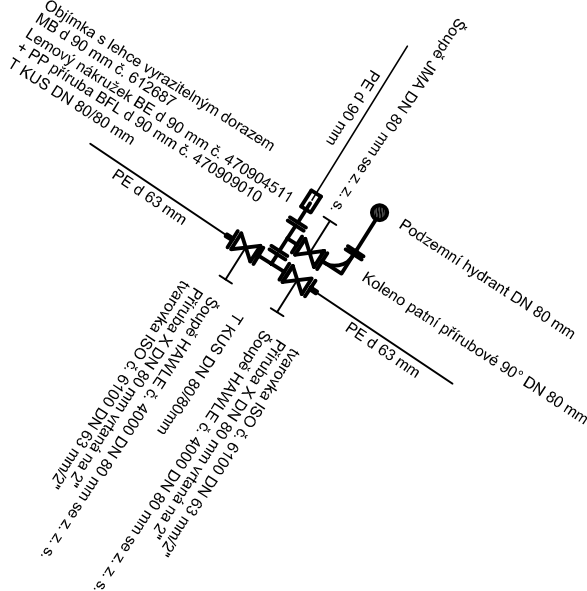 Objímka s lehce vyrazitelným dorazem
MB d 90 mm č. 612687
Lemový nákružek BE d 90 mm č. 470904511
+ PP příruba BFL d 90 mm č. 470909010
T KUS DN 80/80 mm
PE d 63 mm
PE d 90 mm
Šoupě JMA DN 80 mm se z. z. s.
Podzemní hydrant DN 80 mm
Koleno patní přírubové 90° DN 80 mm
PE d 63 mm
T KUS DN 80/80mm
Šoupě HAWLE č. 4000 DN 80 mm se z. z. s.
Příruba X DN 80 mm vrtaná na 2"
tvarovka ISO č. 6100 DN 63 mm/2"
tvarovka ISO č. 6100 DN 63 mm/2"
Příruba X DN 80 mm vrtaná na 2"
Šoupě HAWLE č. 4000 DN 80 mm se z. z. s.